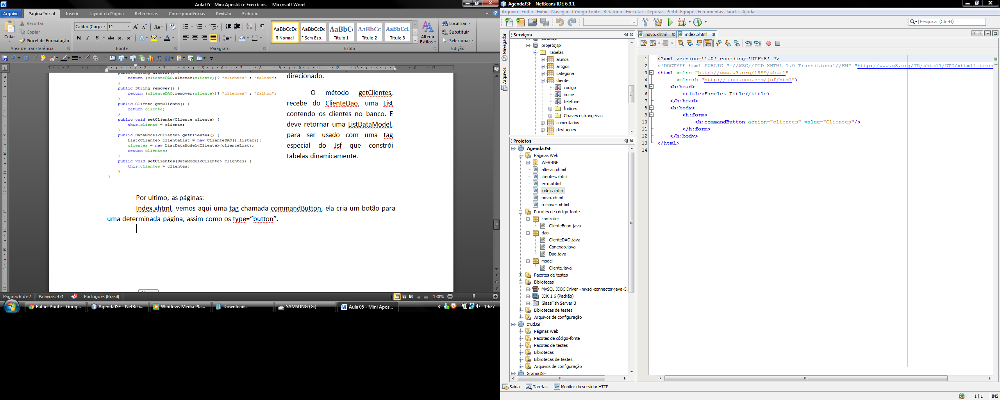 Aula 05 - Mini Apostila e Exercícios - Microsoft Word
Arquivo Página Inicial Inserir Layout da Página Referências Correspondências Revisão Exibição
Recortar
Copiar
Pincel de Formatação
Colar
Calibri (Corpo 11
AaBbCcDc AaBbCcDc AaBbC AaBbCc AaBbCcI
¶ Normal ¶ Sem Esp... Título 1 Título 2 Título 3
Alterar Estilos
Localizar
Substituir
Selecionar
Área de Transferência Fonte Parágrafo Estilo Edição
public String alterar() {
return (clienteDAO.alterar(cliente))? "clientes" : "falhou";
}
public String remover() {
return (clienteDAO.remover(cliente))? "clientes" : "falhou";
}
public Cliente getCliente() {
return cliente;
}
public void setCliente(Cliente cliente) {
this.cliente = cliente;
}
public DataModel<Cliente> getClientes() {
List<Cliente> clienteList = new ClienteDAO().listar();
clientes = new ListDataModel<Cliente>(clienteList);
return clientes;
}
public void setClientes(DataModel<Cliente> clientes) {
this.clientes = clientes;
}
}
direcionado.
O método getClientes,
recebe do ClienteDao, uma List
contendo os clientes no banco. E
deve retornar uma ListDataModel,
para ser usado com uma tag
especial do Jsf que constrói
tabelas dinamicamente.
Por ultimo, as páginas:
Index.xhtml, vemos aqui uma tag chamada commandButton, ela cria um botão para
uma determinada página, assim como os type=”button”.
Página: 6 de 7 Palavras: 431 Português (Brasil) 130%
Rafael Ponte - Goog... AgendaJSF - NetBea... Windows Media Pla... Downloads SAMSUNG (G:) Aula 05 - Mini Apos... 19:27
AgendaJSF - NetBeans IDE 6.9.1
Arquivo Editar Exibir Navegar Código-fonte Refatorar Executar Depurar Perfil Equipe Ferramentas Janela Ajuda
Pesquisar (Ctrl+I)
Navegador
Arquivos
Serviços
petshop
projetojsp
Tabelas
alunos
artigos
categoria
cliente
codigo
nome
telefone
Índices
Chaves estrangeiras
comentarios
destaques
Projetos
AgendaJSF
Páginas Web
WEB-INF
alterar.xhtml
clientes.xhtml
erro.xhtml
index.xhtml
novo.xhtml
remover.xhtml
Pacotes de código-fonte
controller
ClienteBean.java
dao
ClienteDAO.java
Conexao.java
Dao.java
model
Cliente.java
Pacotes de testes
Bibliotecas
MySQL JDBC Driver - mysql-connector-java-5.
JDK 1.6 (Padrão)
GlassFish Server 3
Bibliotecas de testes
Arquivos de configuração
crudJSF
Páginas Web
Pacotes de código-fonte
Pacotes de testes
Bibliotecas
Bibliotecas de testes
Arquivos de configuração
GranjaJSF
novo.xhtml index.xhtml
1 <?xml version='1.0' encoding='UTF-8' ?>
2 <!DOCTYPE html PUBLIC "-//W3C//DTD XHTML 1.0 Transitional//EN" "http://www.w3.org/TR/xhtml1/DTD/xhtml1-trans
3 <html xmlns="http://www.w3.org/1999/xhtml"
4 xmlns:h="http://java.sun.com/jsf/html">
5 <h:head>
6 <title>Facelet Title</title>
7 </h:head>
8 <h:body>
9 <h:form>
10 <h:commandButton action="clientes" value="Clientes"/>
11 </h:form>
12 </h:body>
13 </html>
14
Saída Tarefas Monitor do servidor HTTP
1 | 1 INS